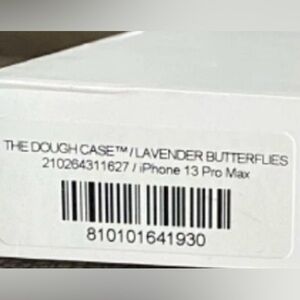 THE DOUGH CASE™ / LAVENDER BUTTERFLIES
210264311627 / iPhone 13 Pro Max
810101641930